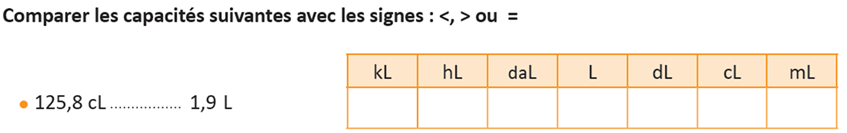 Comparer les capacités suivantes avec les signes : <, > ou =
kL hL daL L dL cL mL
• 125,8 cL ................. 1,9 L